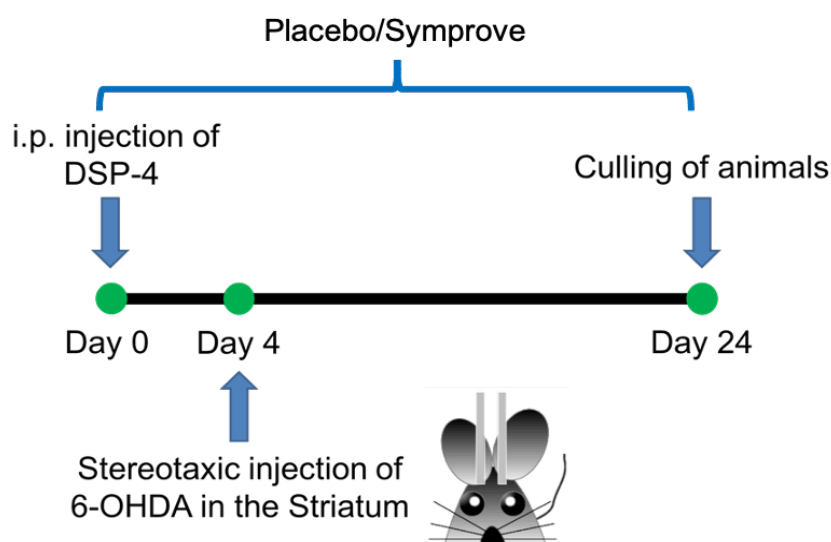 Placebo/Symprove
i.p. injection of
DSP-4
Culling of animals
Day 0
Day 4
Day 24
Stereotaxic injection of
6-OHDA in the Striatum